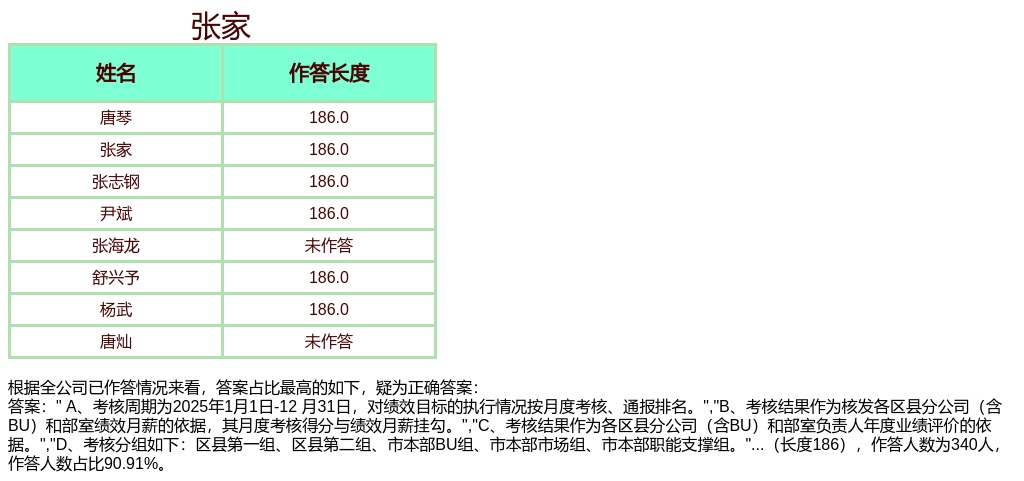 张家
姓名 作答长度
唐琴 186.0
张家 186.0
张志钢 186.0
尹斌 186.0
张海龙 未作答
舒兴予 186.0
杨武 186.0
唐灿 未作答
根据全公司已作答情况来看，答案占比最高的如下，疑为正确答案：
答案：" A、考核周期为2025年1月1日-12 月31日，对绩效目标的执行情况按月度考核、通报排名。","B、考核结果作为核发各区县分公司（含
BU）和部室绩效月薪的依据，其月度考核得分与绩效月薪挂勾。","C、考核结果作为各区县分公司（含BU）和部室负责人年度业绩评价的依
据。","D、考核分组如下：区县第一组、区县第二组、市本部BU组、市本部市场组、市本部职能支撑组。"...（长度186），作答人数为340人，
作答人数占比90.91%。